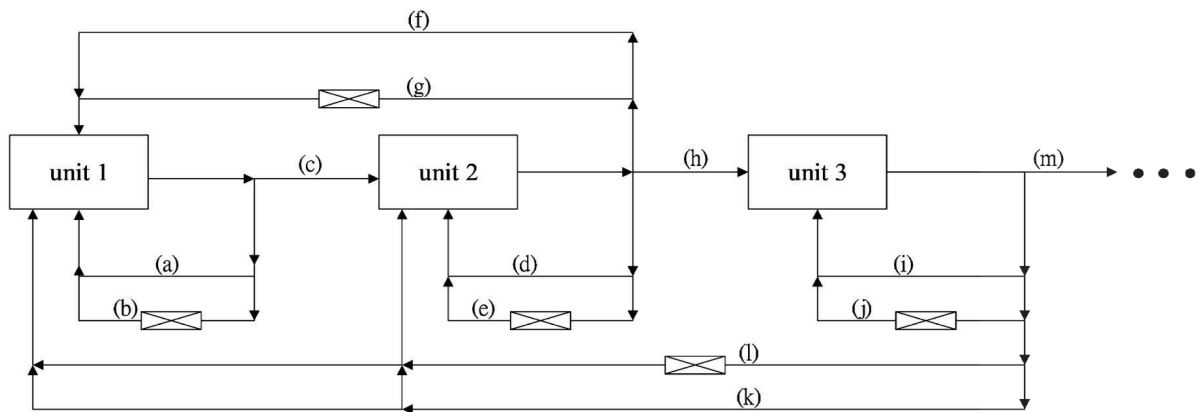 (f)
(g)
unit 1
(c)
unit 2
(h)
unit 3
(m)
(a)
(b)
(d)
(e)
(i)
(j)
(l)
(k)